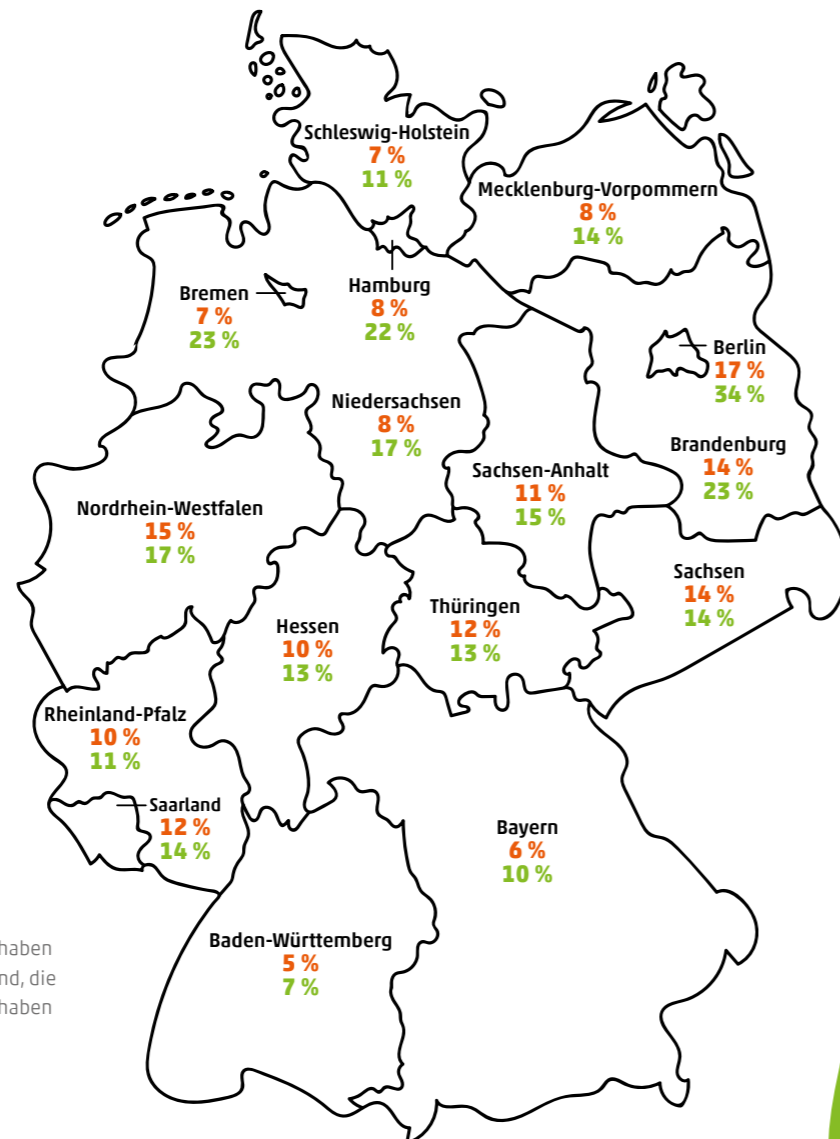 Schleswig-Holstein
7 %
11 %
Mecklenburg-Vorpommern
8 %
14 %
Bremen
7 %
23 %
Hamburg
8 %
22 %
Berlin
17 %
34 %
Niedersachsen
8 %
17 %
Brandenburg
14 %
23 %
Sachsen-Anhalt
11 %
15 %
Nordrhein-Westfalen
15 %
17 %
Sachsen
14 %
14 %
Thüringen
12 %
13 %
Hessen
10 %
13 %
Rheinland-Pfalz
10 %
11 %
Saarland
12 %
14 %
Bayern
6 %
10 %
Baden-Württemberg
5 %
7 %
haben
nd, die
haben